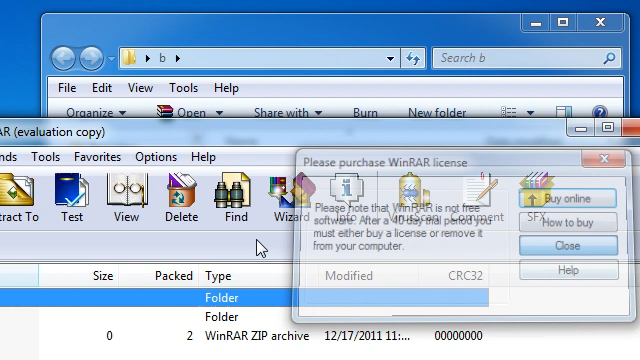 b
Search b
File Edit View Tools Help
Organize Open Share with Burn New folder
AR (evaluation copy)
nds Tools Favorites Options Help
Please purchase WinRAR license
tract To Test View Delete Find Wizard Info VirusScan Comment SFX
Please note that WinRAR is not free
software. After a 40 day trial period you
must either buy a license or remove it
from your computer.
Buy online
How to buy
Close
Help
Size Packed Type Modified CRC32
Folder
Folder
0 2 WinRAR ZIP archive 12/17/2011 11:... 00000000